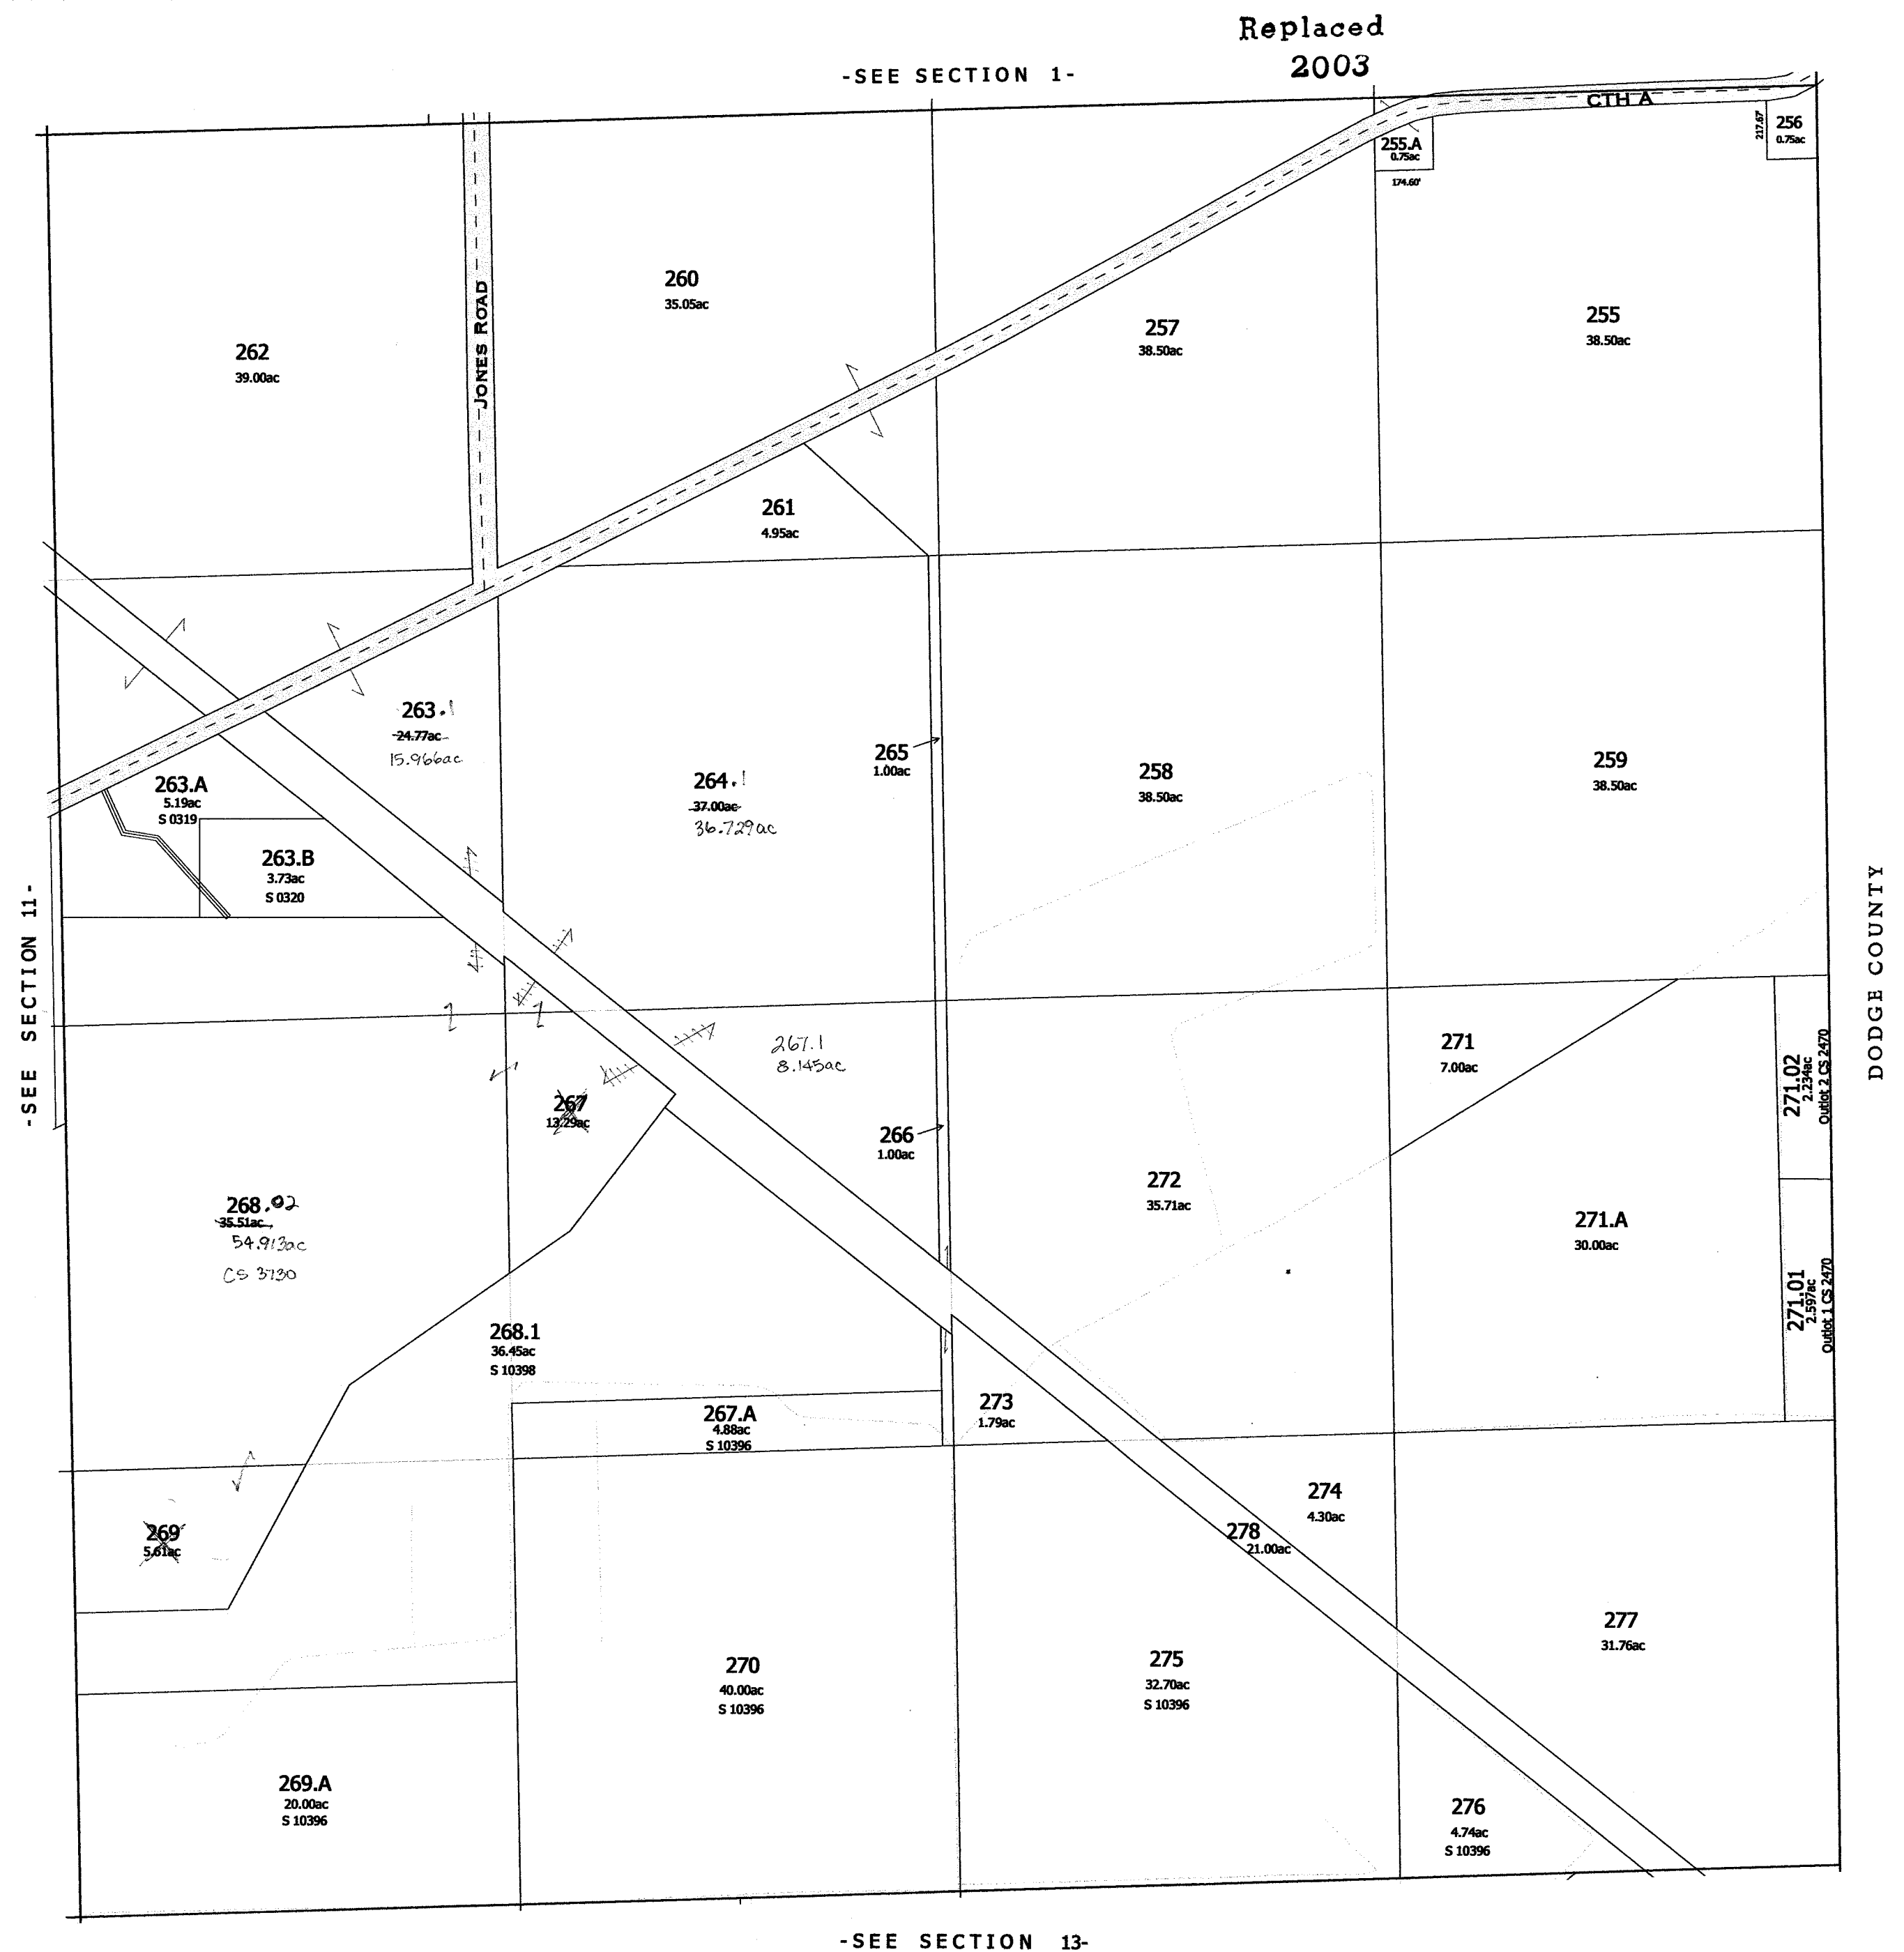 Replaced
2003
-SEE SECTION 1-
CTH A
217.67'
256
0.75ac
255.A
0.75ac
174.60'
JONES ROAD
260
35.05ac
262
39.00ac
257
38.50ac
255
38.50ac
261
4.95ac
263.1
24.77ac
15.966ac
263.A
5.19ac
S 0319
263.B
3.73ac
S 0320
264.1
37.00ac
36.729ac
265
1.00ac
258
38.50ac
259
38.50ac
-SEE SECTION 11-
DODGE COUNTY
267.1
8.145ac
267
13.29ac
266
1.00ac
271
7.00ac
271.02
2.234ac
Outlot 2 CS 2470
272
35.71ac
271.A
30.00ac
271.01
2.597ac
Outlot 1 CS 2470
268.02
35.51ac
54.913ac
CS 3730
268.1
36.45ac
S 10398
267.A
4.88ac
S 10396
273
1.79ac
274
4.30ac
278
21.00ac
269
5.61ac
277
31.76ac
270
40.00ac
S 10396
275
32.70ac
S 10396
269.A
20.00ac
S 10396
276
4.74ac
S 10396
-SEE SECTION 13-